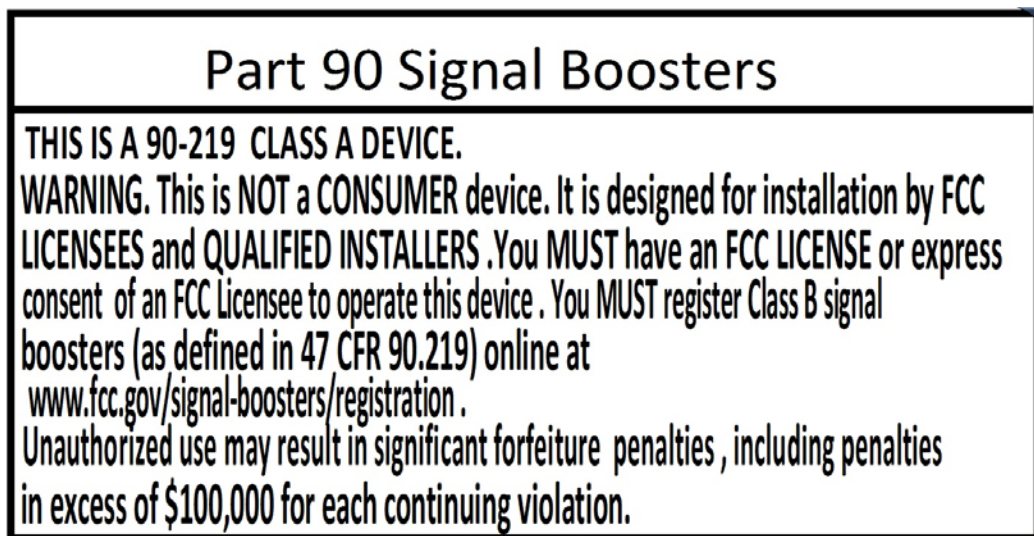 Part 90 Signal Boosters
THIS IS A 90-219 CLASS A DEVICE.
WARNING. This is NOT a CONSUMER device. It is designed for installation by FCC
LICENSEES and QUALIFIED INSTALLERS .You MUST have an FCC LICENSE or express
consent of an FCC Licensee to operate this device . You MUST register Class B signal
boosters (as defined in 47 CFR 90.219) online at
www.fcc.gov/signal-boosters/registration .
Unauthorized use may result in significant forfeiture penalties , including penalties
in excess of $100,000 for each continuing violation.